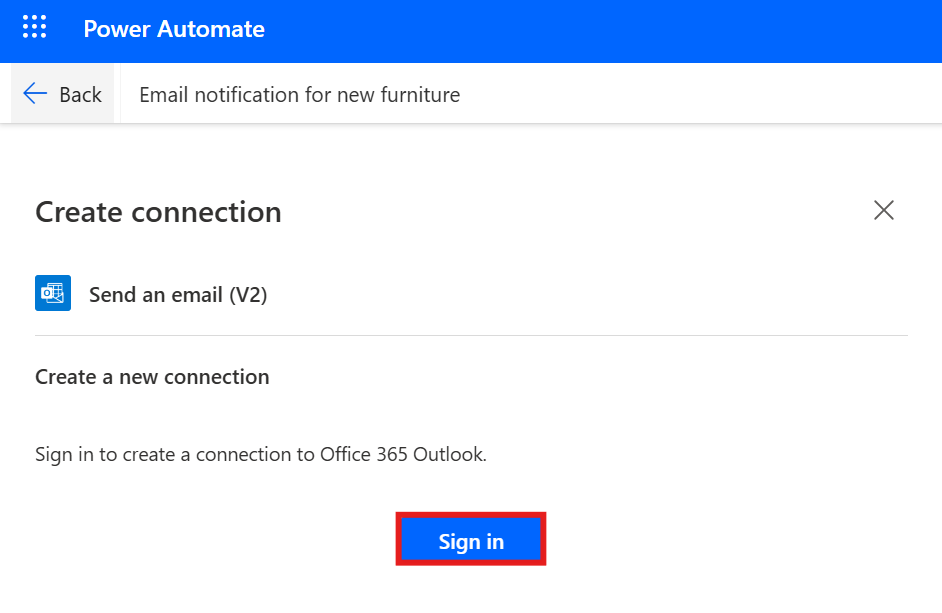 Power Automate
Back
Email notification for new furniture
Create connection
Send an email (V2)
Create a new connection
Sign in to create a connection to Office 365 Outlook.
Sign in